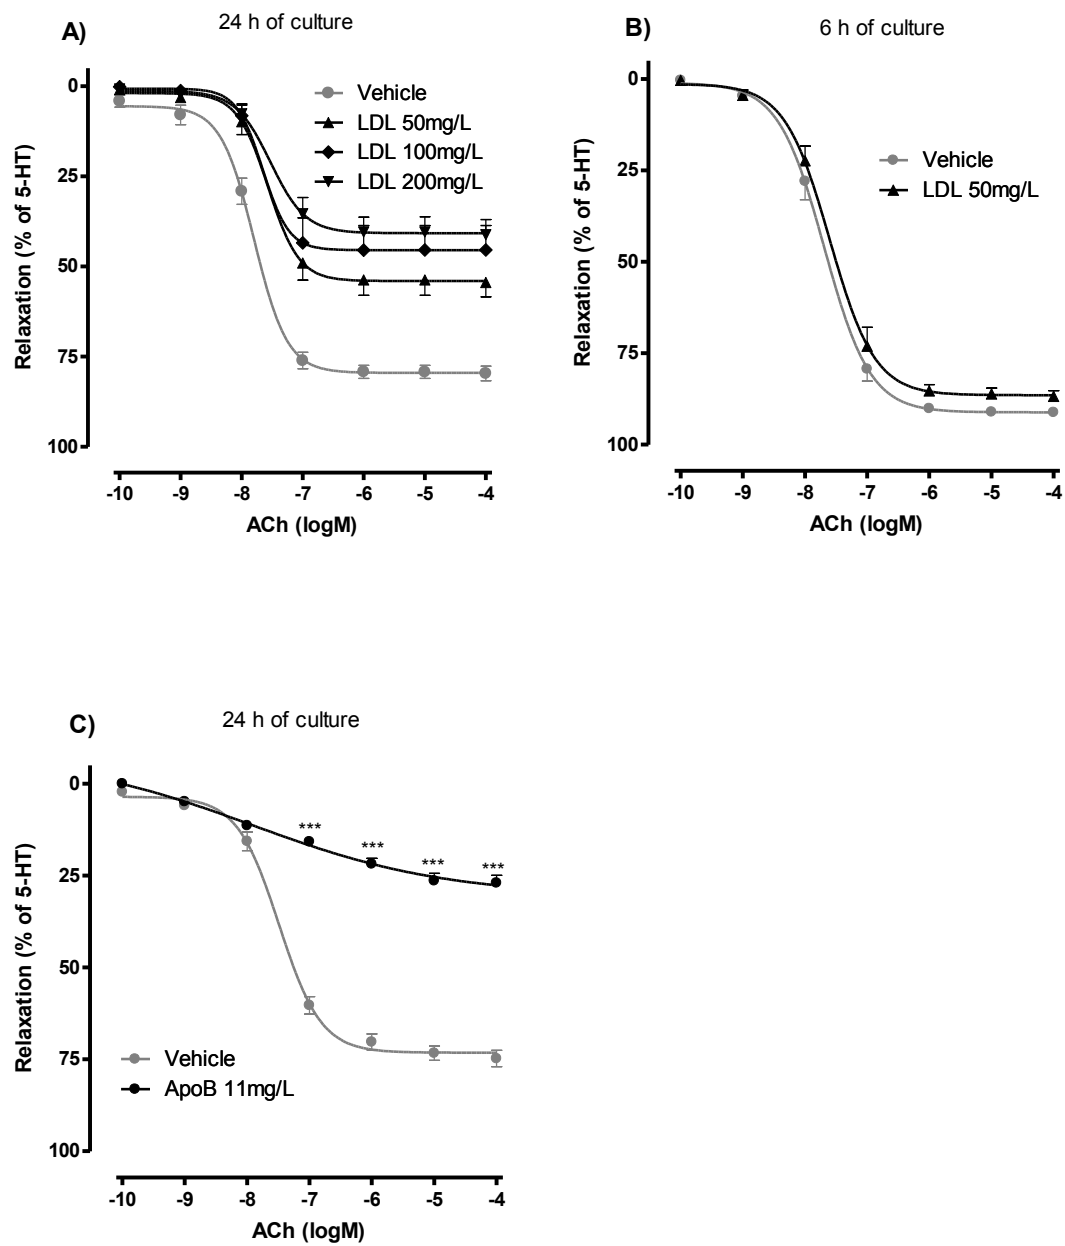 A)
24 h of culture
0
25
50
75
100
Relaxation (% of 5-HT)
Vehicle
LDL 50mg/L
LDL 100mg/L
LDL 200mg/L
-10 -9 -8 -7 -6 -5 -4
ACh (logM)
B)
6 h of culture
0
25
50
75
100
Relaxation (% of 5-HT)
Vehicle
LDL 50mg/L
-10 -9 -8 -7 -6 -5 -4
ACh (logM)
C)
24 h of culture
0
25
50
75
100
Relaxation (% of 5-HT)
*** *** *** ***
Vehicle
ApoB 11mg/L
-10 -9 -8 -7 -6 -5 -4
ACh (logM)